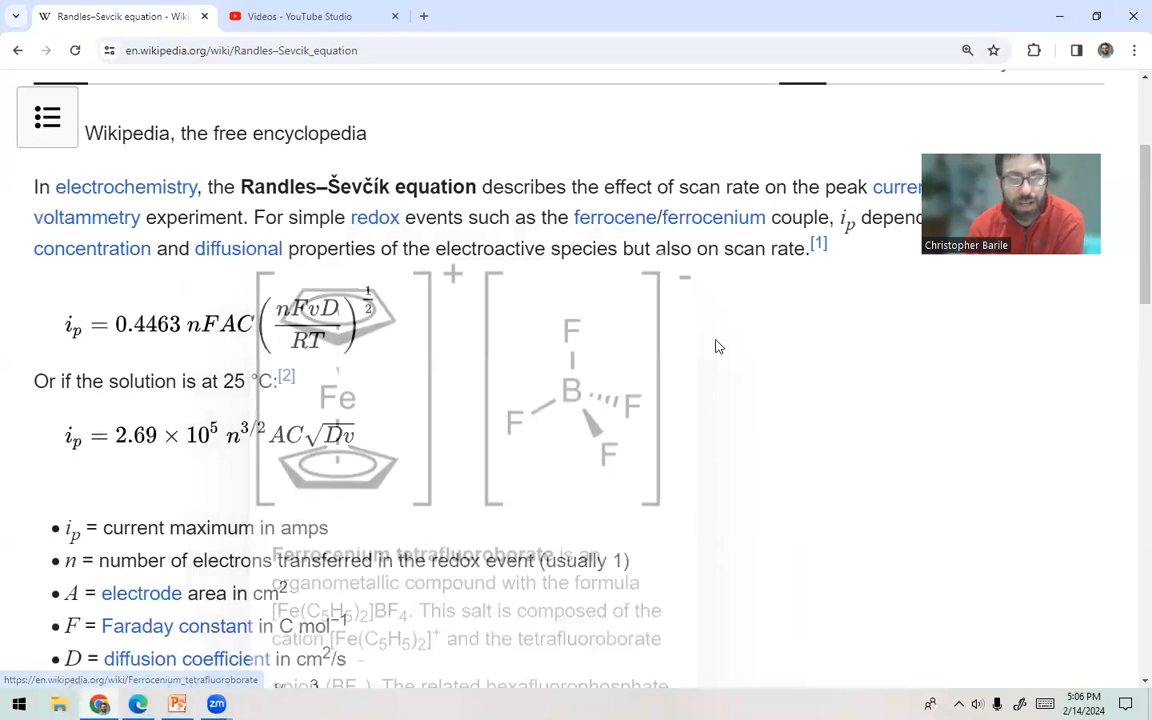 Randles–Sevcik equation - Wiki
Videos - YouTube Studio
en.wikipedia.org/wiki/Randles–Sevcik_equation
Wikipedia, the free encyclopedia
In electrochemistry, the Randles–Ševčík equation describes the effect of scan rate on the peak curren
voltammetry experiment. For simple redox events such as the ferrocene/ferrocenium couple, iₚ depend
concentration and diffusional properties of the electroactive species but also on scan rate.[1]
Christopher Barile
iₚ = 0.4463 nFAC(nFvD/RT)^(1/2)
Or if the solution is at 25 °C:[2]
iₚ = 2.69 × 10⁵ n^(3/2) AC√(Dv)
+
-
Fe
F
B
F
F
F
• iₚ = current maximum in amps
• n = number of electrons transferred in the redox event (usually 1)
• A = electrode area in cm²
• F = Faraday constant in C mol⁻¹
• D = diffusion coefficient in cm²/s
Ferrocenium tetrafluoroborate is an
organometallic compound with the formula
[Fe(C₅H₅)₂]BF₄. This salt is composed of the
cation [Fe(C₅H₅)₂]⁺ and the tetrafluoroborate
The related hexafluorophosphate
https://en.wikipedia.org/wiki/Ferrocenium_tetrafluoroborate
zm
5:06 PM
2/14/2024